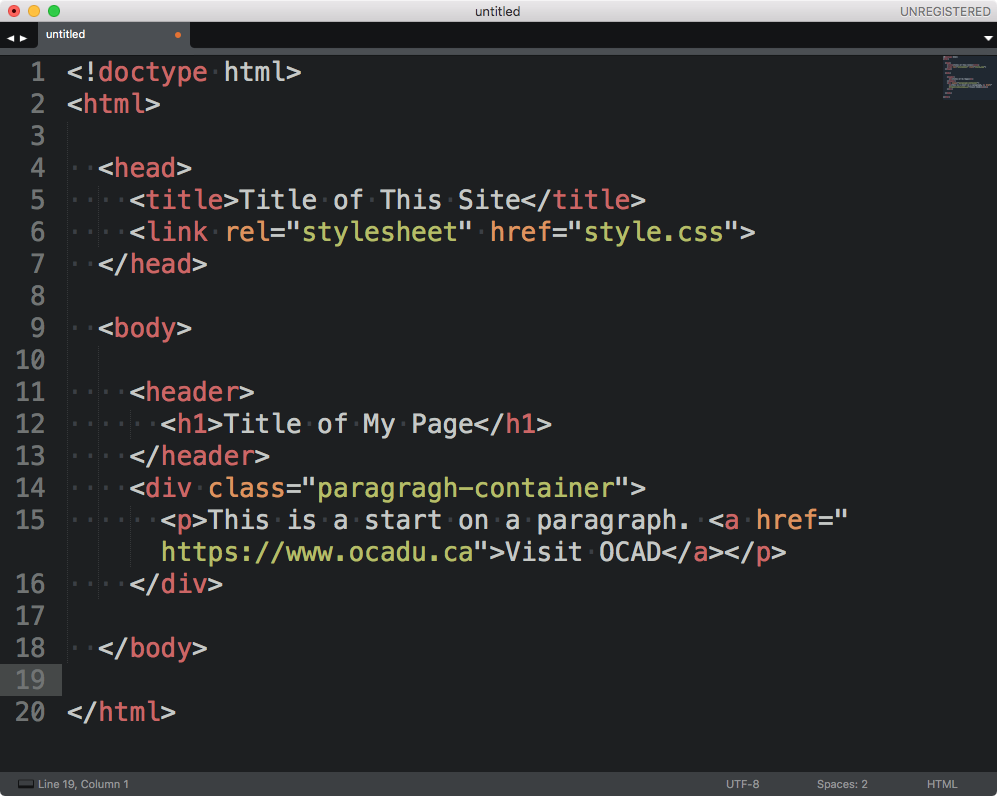 untitled
UNREGISTERED
untitled
1 <!doctype html>
2 <html>
3
4 <head>
5 <title>Title of This Site</title>
6 <link rel="stylesheet" href="style.css">
7 </head>
8
9 <body>
10
11 <header>
12 <h1>Title of My Page</h1>
13 </header>
14 <div class="paragragh-container">
15 <p>This is a start on a paragraph. <a href="
https://www.ocadu.ca">Visit OCAD</a></p>
16 </div>
17
18 </body>
19
20 </html>
Line 19, Column 1
UTF-8
Spaces: 2
HTML